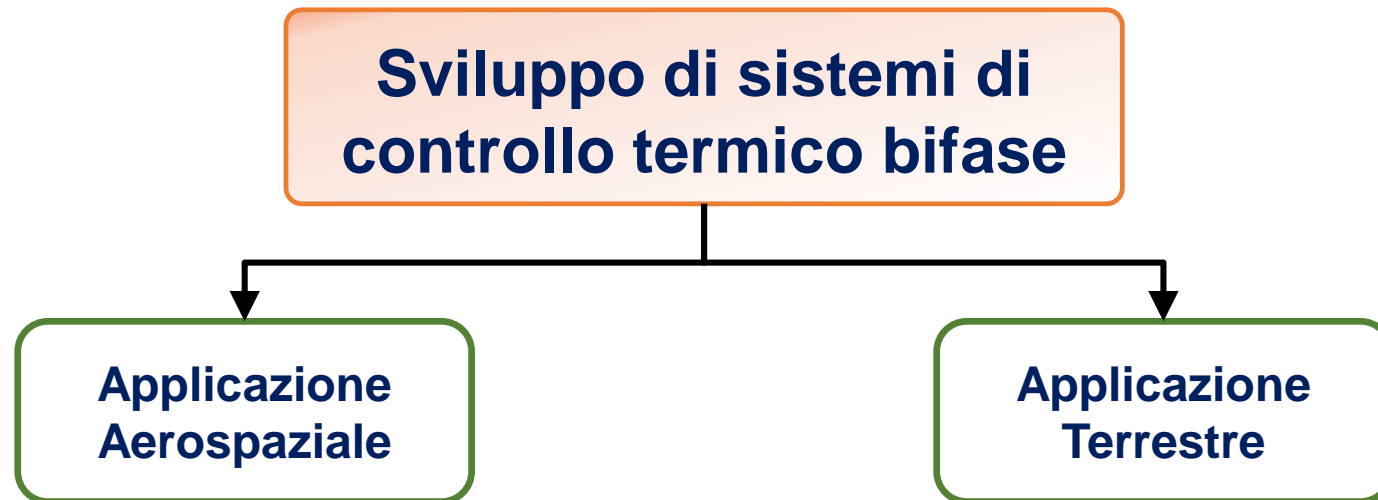 Sviluppo di sistemi di
controllo termico bifase
Applicazione
Aerospaziale
Applicazione
Terrestre